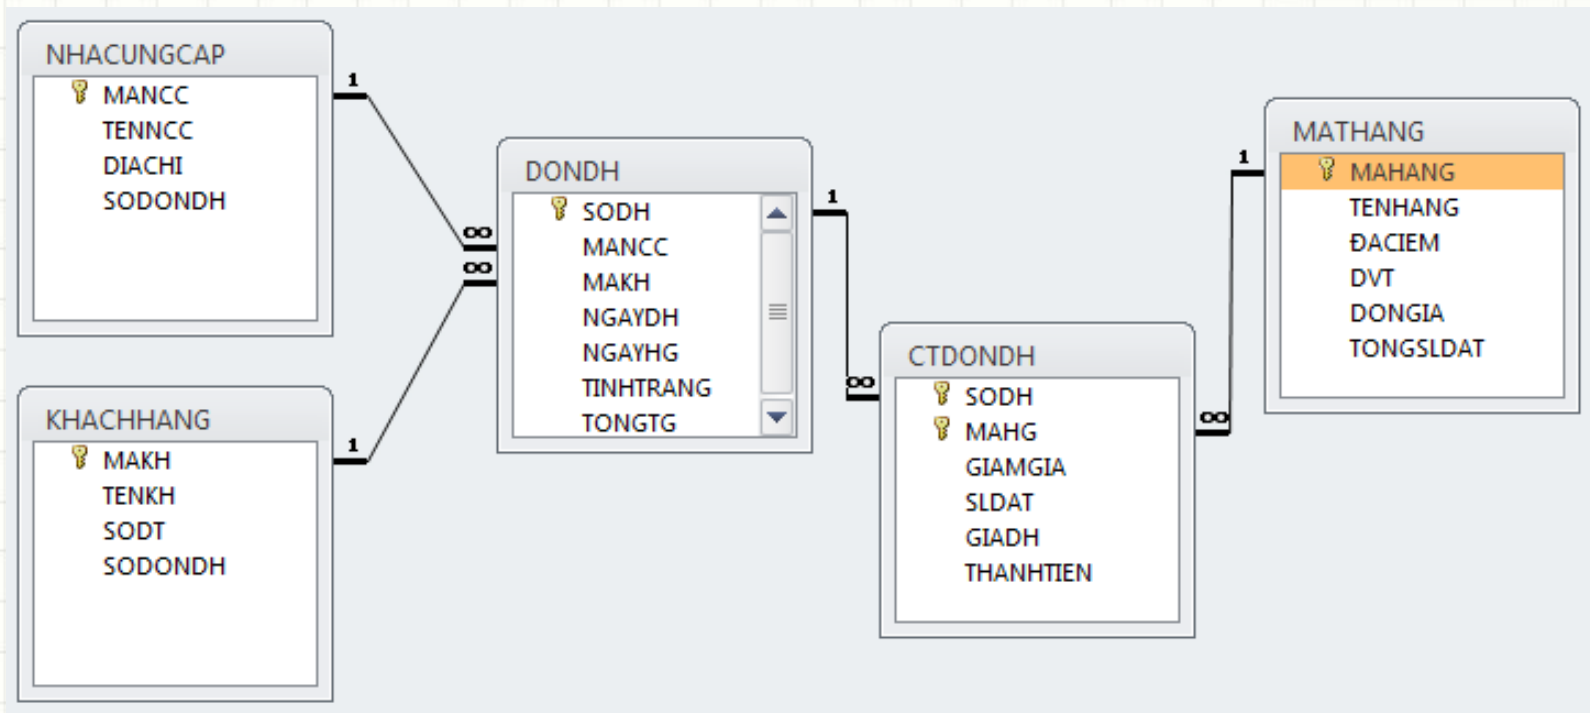 NHACUNGCAP
MANCC
TENNCC
DIACHI
SODONDH
1
∞
KHACHHANG
MAKH
TENKH
SODT
SODONDH
1
∞
DONDH
SODH
MANCC
MAKH
NGAYDH
NGAYHG
TINHTRANG
TONGTG
1
∞
CTDONDH
SODH
MAHG
GIAMGIA
SLDAT
GIADH
THANHTIEN
∞
1
MATHANG
MAHANG
TENHANG
ĐACIEM
DVT
DONGIA
TONGSLDAT